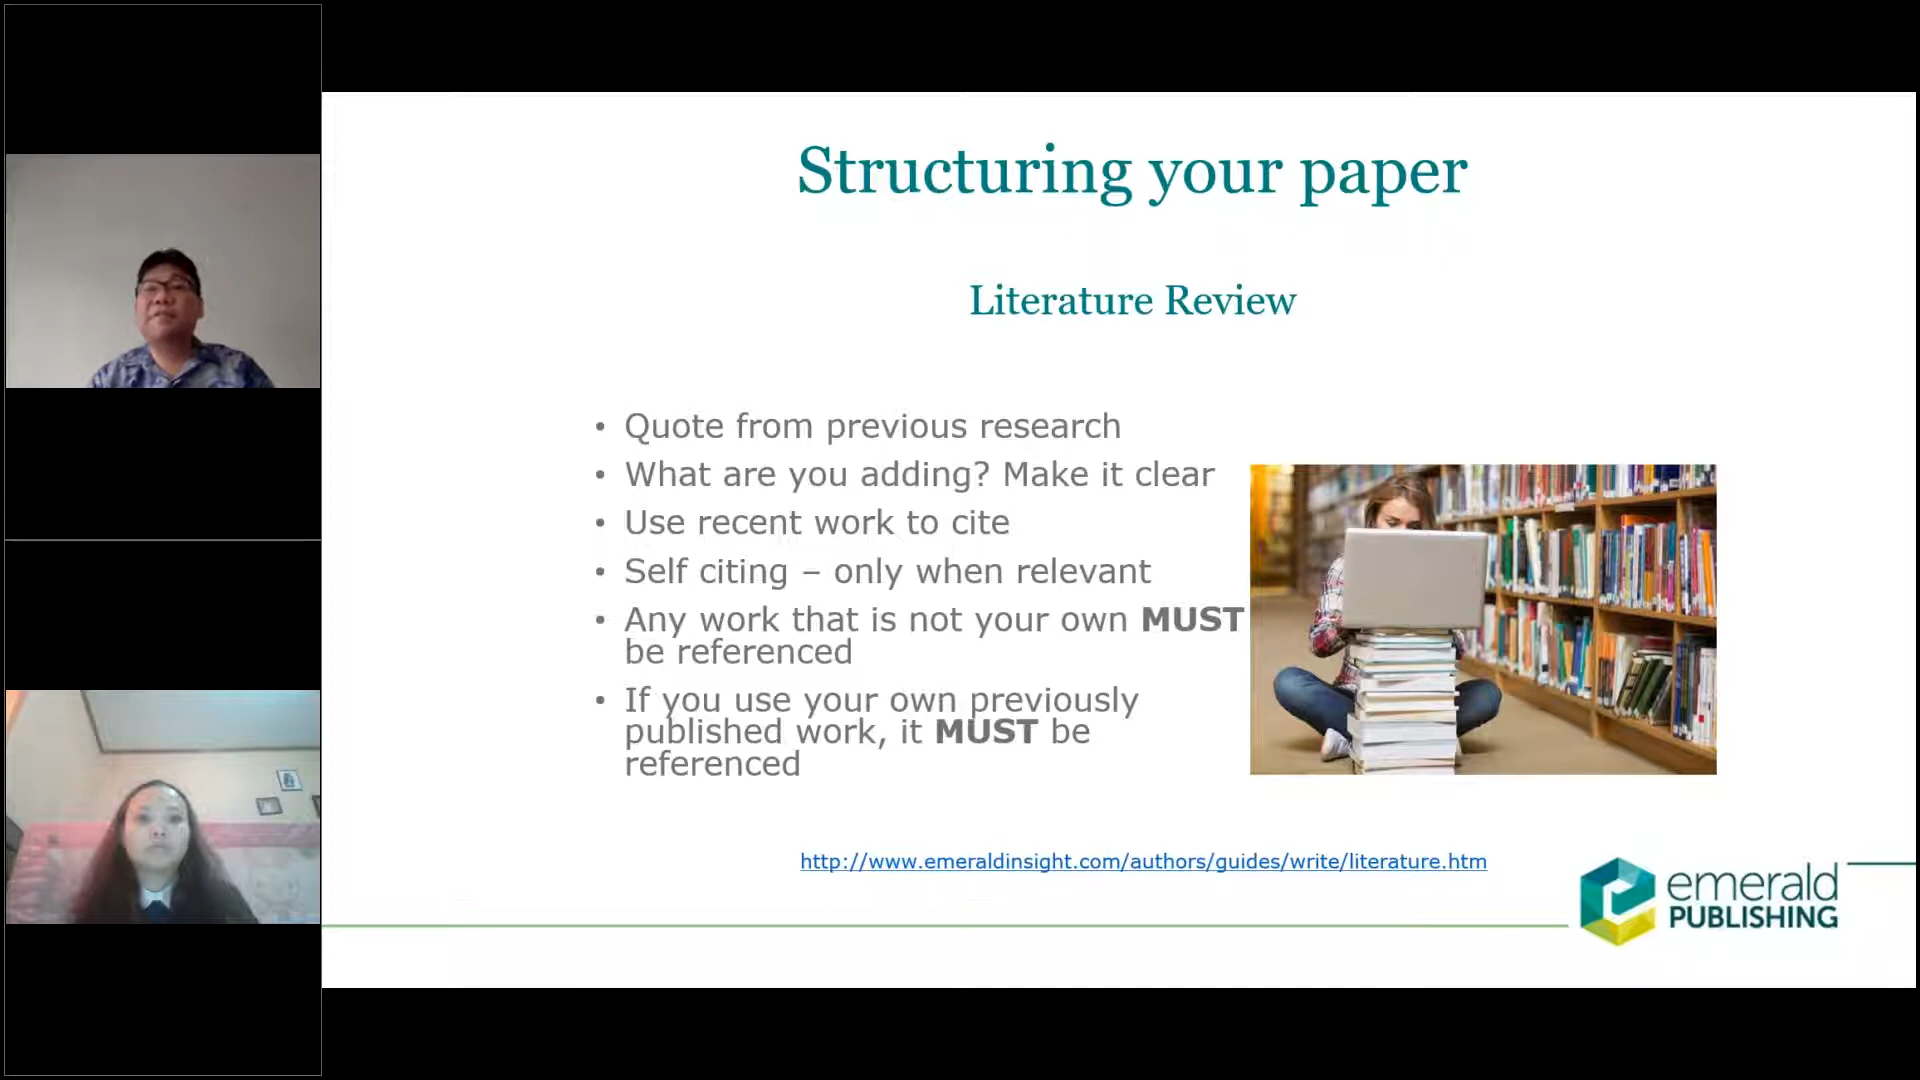 Structuring your paper
Literature Review
• Quote from previous research
• What are you adding? Make it clear
• Use recent work to cite
• Self citing – only when relevant
• Any work that is not your own MUST
be referenced
• If you use your own previously
published work, it MUST be
referenced
http://www.emeraldinsight.com/authors/guides/write/literature.htm
emerald
PUBLISHING